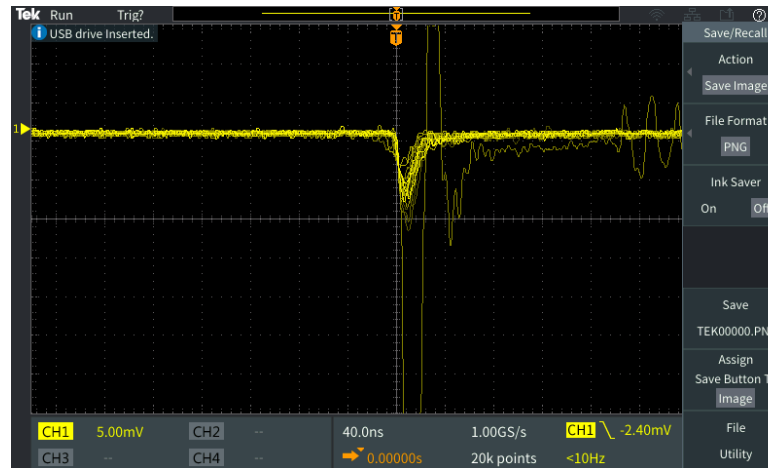 Tek Run Trig?
USB drive Inserted.
T
T
1
Save/Recall
Action
Save Image
File Format
PNG
Ink Saver
On Off
Save
TEK00000.PN
Assign
Save Button T
Image
File
Utility
CH1 5.00mV CH2 -- 40.0ns 1.00GS/s CH1 -2.40mV
CH3 -- CH4 -- 0.00000s 20k points <10Hz